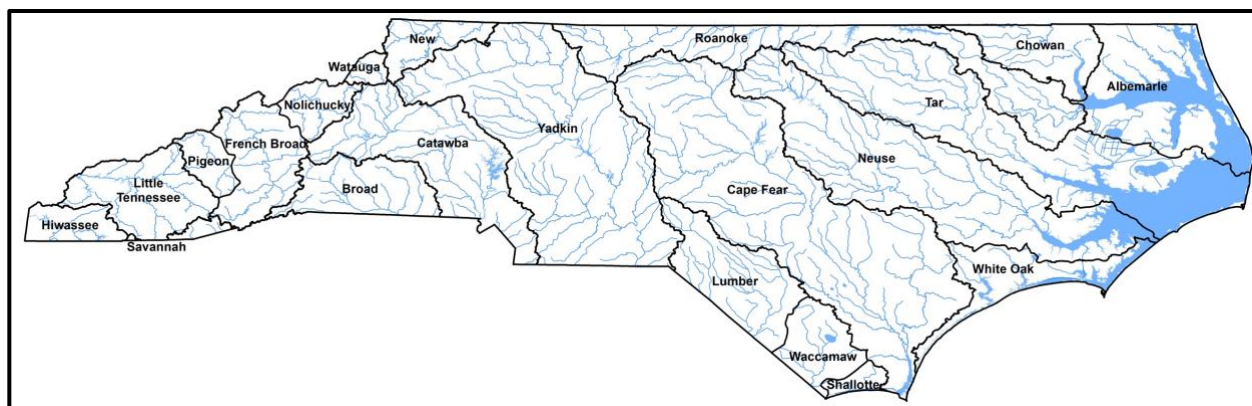 New
Roanoke
Chowan
Watauga
Albemarle
Nolichucky
Tar
Yadkin
French Broad
Catawba
Pigeon
Neuse
Broad
Little
Tennessee
Cape Fear
Hiwassee
Savannah
White Oak
Lumber
Waccamaw
Shallotte